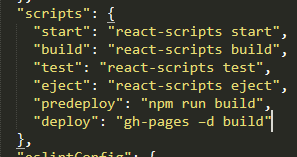 },
"scripts": {
"start": "react-scripts start",
"build": "react-scripts build",
"test": "react-scripts test",
"eject": "react-scripts eject",
"predeploy": "npm run build",
"deploy": "gh-pages –d build"
},
"eslintConfig": {